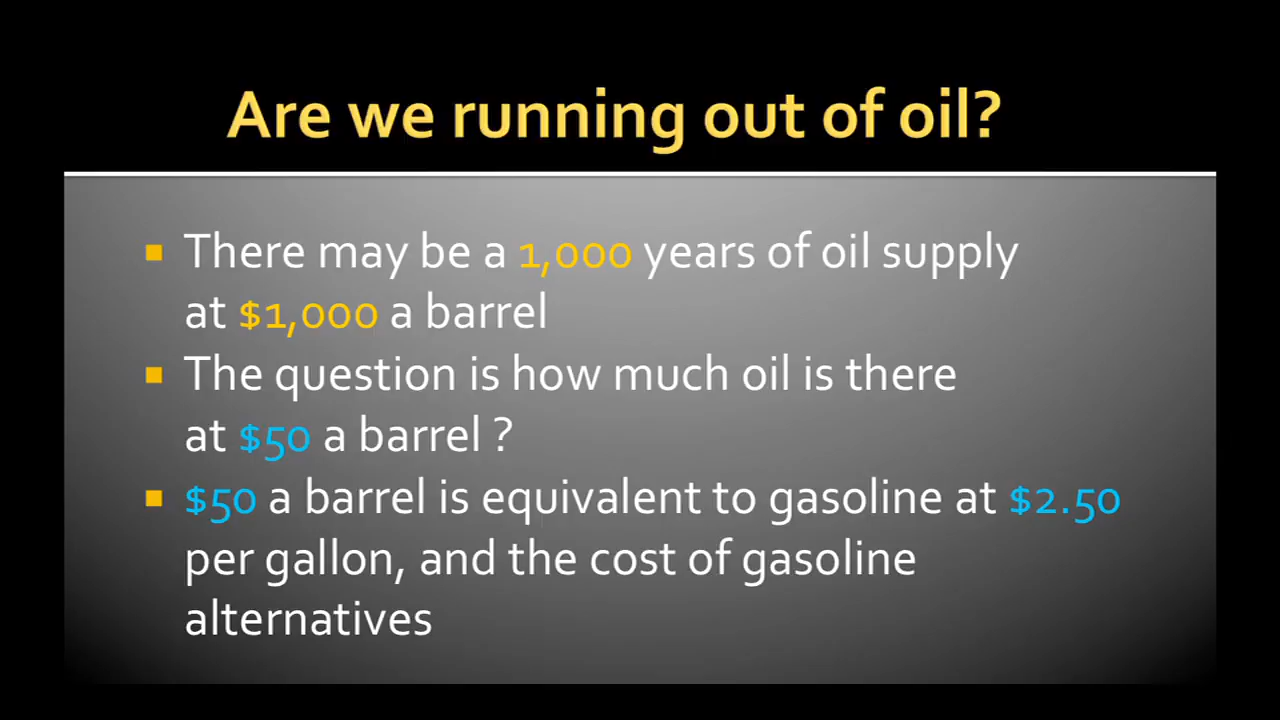 Are we running out of oil?
There may be a 1,000 years of oil supply
at $1,000 a barrel
The question is how much oil is there
at $50 a barrel ?
$50 a barrel is equivalent to gasoline at $2.50
per gallon, and the cost of gasoline
alternatives